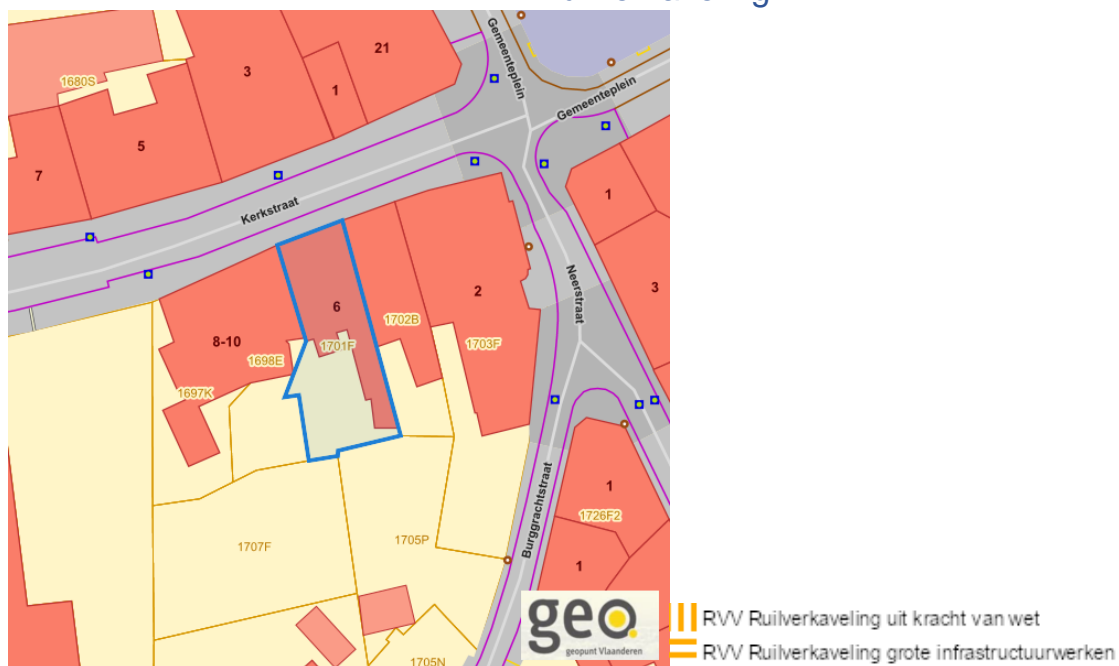 21
Gemeenteplein
3
1680S
1
Gemeenteplein
5
7
1
Kerkstraat
Neerstraat
3
2
6
1702B
8-10
1701F
1703F
1698E
1697K
Burggrachtstraat
1
1726F2
1707F
1705P
1
geo
geopunt Vlaanderen
RVV Ruilverkaveling uit kracht van wet
RVV Ruilverkaveling grote infrastructuurwerken
1705N